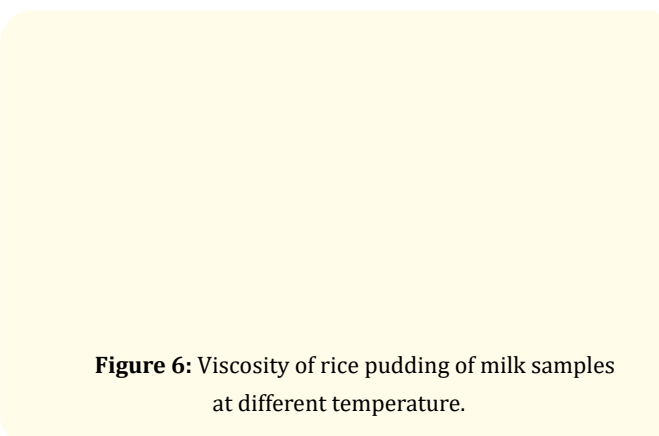 Figure 6: Viscosity of rice pudding of milk samples
at different temperature.